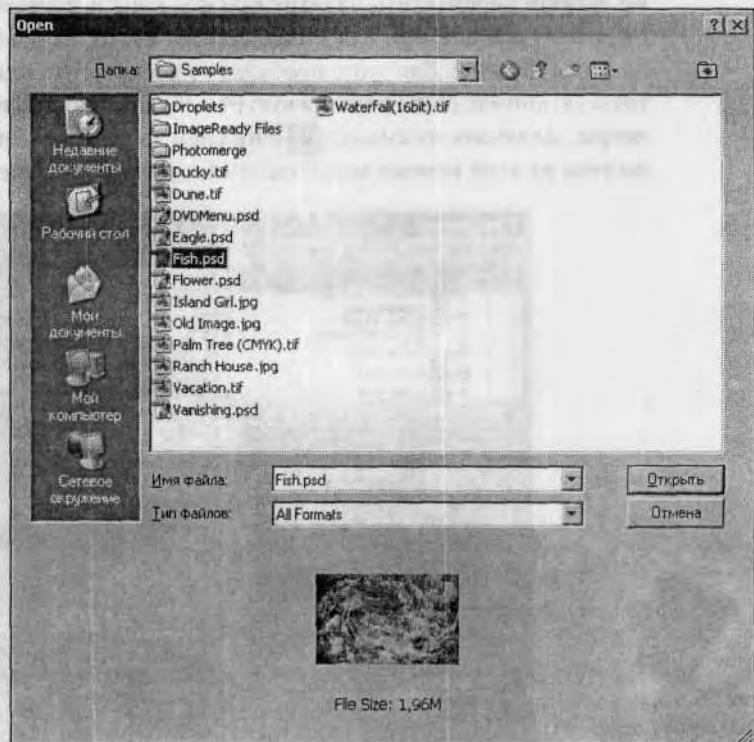 Open
Папка: Samples
Droplets
ImageReady Files
Photomerge
Ducky.tif
Dune.tif
DVDMenu.psd
Eagle.psd
Fish.psd
Flower.psd
Island Girl.jpg
Old Image.jpg
Palm Tree (CMYK).tif
Ranch House.jpg
Vacation.tif
Vanishing.psd
Waterfall(16bit).tif
Недавние
документы
Рабочий стол
Мои
документы
Мой
компьютер
Сетевое
окружение
Имя файла: Fish.psd Открыть
Тип файлов: All Formats Отмена
File Size: 1,96M